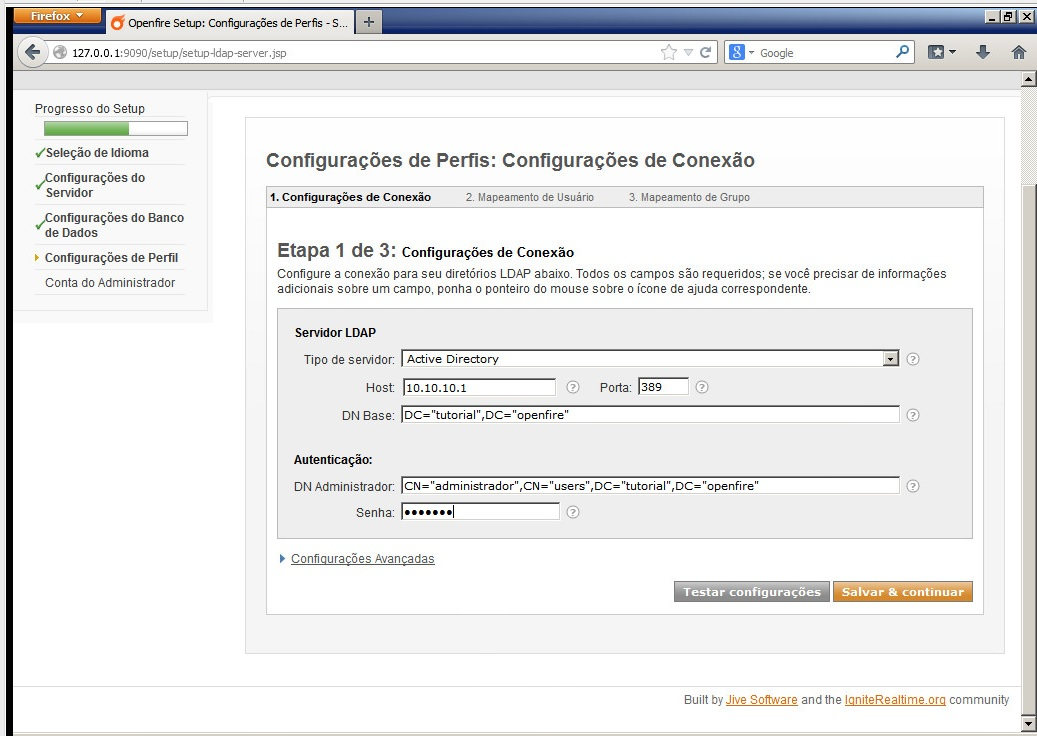 Firefox
Openfire Setup: Configurações de Perfis - S...
127.0.0.1:9090/setup/setup-ldap-server.jsp
Google
Progresso do Setup
Seleção de Idioma
Configurações do
Servidor
Configurações do Banco
de Dados
Configurações de Perfil
Conta do Administrador
Configurações de Perfis: Configurações de Conexão
1. Configurações de Conexão 2. Mapeamento de Usuário 3. Mapeamento de Grupo
Etapa 1 de 3: Configurações de Conexão
Configure a conexão para seu diretórios LDAP abaixo. Todos os campos são requeridos; se você precisar de informações
adicionais sobre um campo, ponha o ponteiro do mouse sobre o ícone de ajuda correspondente.
Servidor LDAP
Tipo de servidor: Active Directory
Host: 10.10.10.1 Porta: 389
DN Base: DC="tutorial",DC="openfire"
Autenticação:
DN Administrador: CN="administrador",CN="users",DC="tutorial",DC="openfire"
Senha: •••••••
Configurações Avançadas
Testar configurações Salvar & continuar
Built by Jive Software and the IgniteRealtime.org community